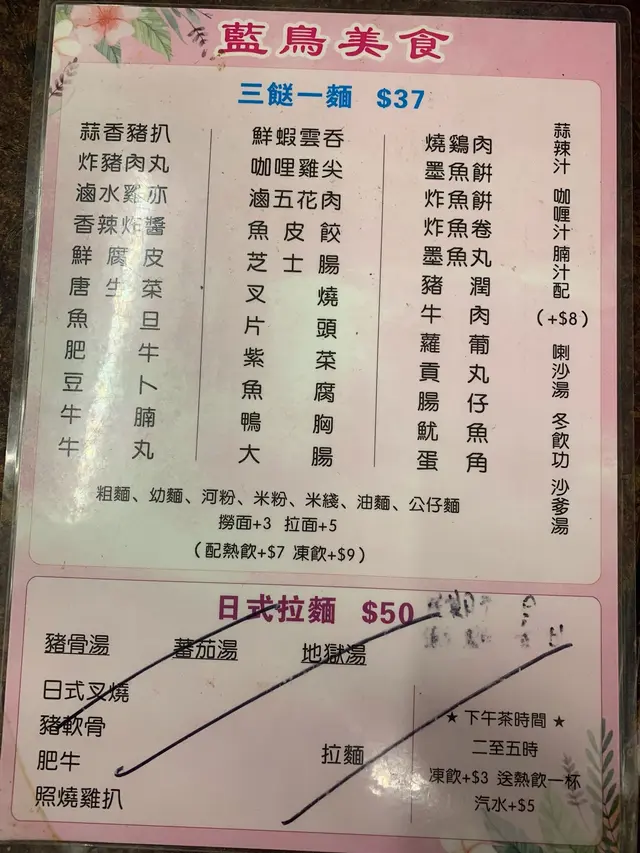 藍鳥美食
三餸一麵 $37
蒜香豬扒
炸豬肉丸
滷水雞亦
香辣炸醬
鮮腐皮
唐生菜
魚旦
肥牛
豆卜
牛腩
牛丸
鮮蝦雲吞
咖哩雞尖
滷五花肉
魚皮餃
芝士腸
叉燒
片頭
紫菜
魚腐
鴨胸
大腸
燒鷄肉
墨魚餅
炸魚餅
炸魚卷
墨魚丸
豬潤
牛肉
蘿葡
貢丸
腸仔
魷魚
蛋角
蒜辣汁 咖喱汁 腩汁配
(+$8)
喇沙湯 冬飲功 沙爹湯
粗麵、幼麵、河粉、米粉、米綫、油麵、公仔麵
撈面+3 拉面+5
(配熱飲+$7 凍飲+$9)
日式拉麵 $50
豬骨湯 蕃茄湯 地獄湯
日式叉燒
豬軟骨
肥牛
照燒雞扒
拉麵
★ 下午茶時間 ★
二至五時
凍飲+$3 送熱飲一杯
汽水+$5